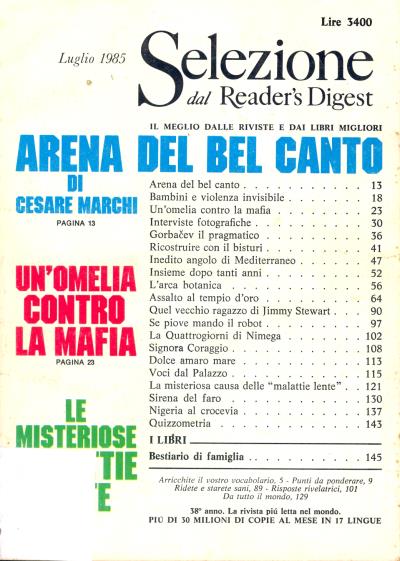 Lire 3400
Luglio 1985
Selezione
dal Reader's Digest
IL MEGLIO DALLE RIVISTE E DAI LIBRI MIGLIORI
ARENA DEL BEL CANTO
DI
CESARE MARCHI
PAGINA 13
UN'OMELIA
CONTRO
LA MAFIA
PAGINA 23
LE
MISTERIOSE
TIE
E
Arena del bel canto . . . . . . . . . . . 13
Bambini e violenza invisibile . . . . . . . 18
Un'omelia contro la mafia . . . . . . . . 23
Interviste fotografiche . . . . . . . . . . 30
Gorbačev il pragmatico . . . . . . . . . 36
Ricostruire con il bisturi . . . . . . . . . 41
Inedito angolo di Mediterraneo . . . . . . 47
Insieme dopo tanti anni . . . . . . . . . 52
L'arca botanica . . . . . . . . . . . . . 56
Assalto al tempio d'oro . . . . . . . . . 64
Quel vecchio ragazzo di Jimmy Stewart . . 90
Se piove mando il robot . . . . . . . . . 97
La Quattrogiorni di Nimega . . . . . . . 102
Signora Coraggio . . . . . . . . . . . . 108
Dolce amaro mare . . . . . . . . . . . . 113
Voci dal Palazzo . . . . . . . . . . . . 115
La misteriosa causa delle "malattie lente" . . 121
Sirena del faro . . . . . . . . . . . . . 130
Nigeria al crocevia . . . . . . . . . . . 137
Quizzometria . . . . . . . . . . . . . 143
I LIBRI
Bestiario di famiglia . . . . . . . . . . . 145
Arricchite il vostro vocabolario, 5 - Punti da ponderare, 9
Ridete e starete sani, 89 - Risposte rivelatrici, 101
Da tutto il mondo, 129
38° anno. La rivista più letta nel mondo.
PIÙ DI 30 MILIONI DI COPIE AL MESE IN 17 LINGUE